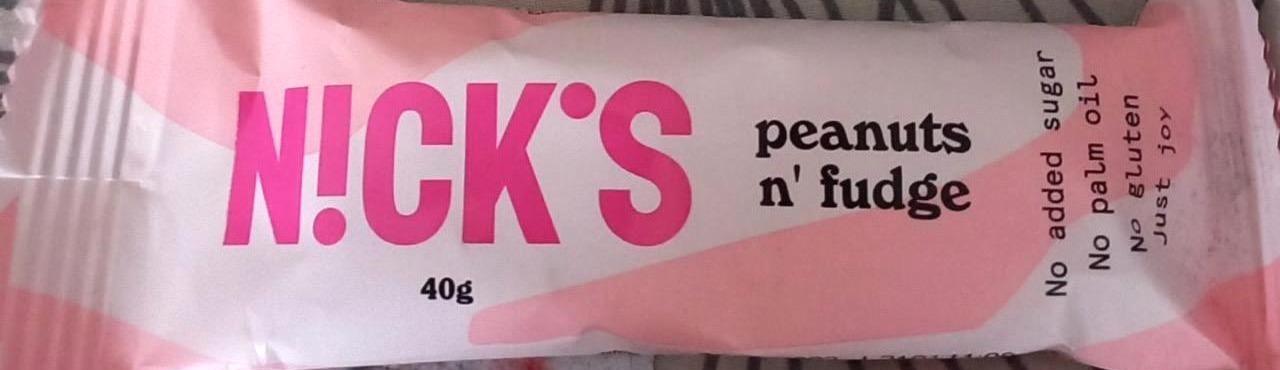 N!CK'S
40g
peanuts
n' fudge
No added sugar
No palm oil
No gluten
Just joy